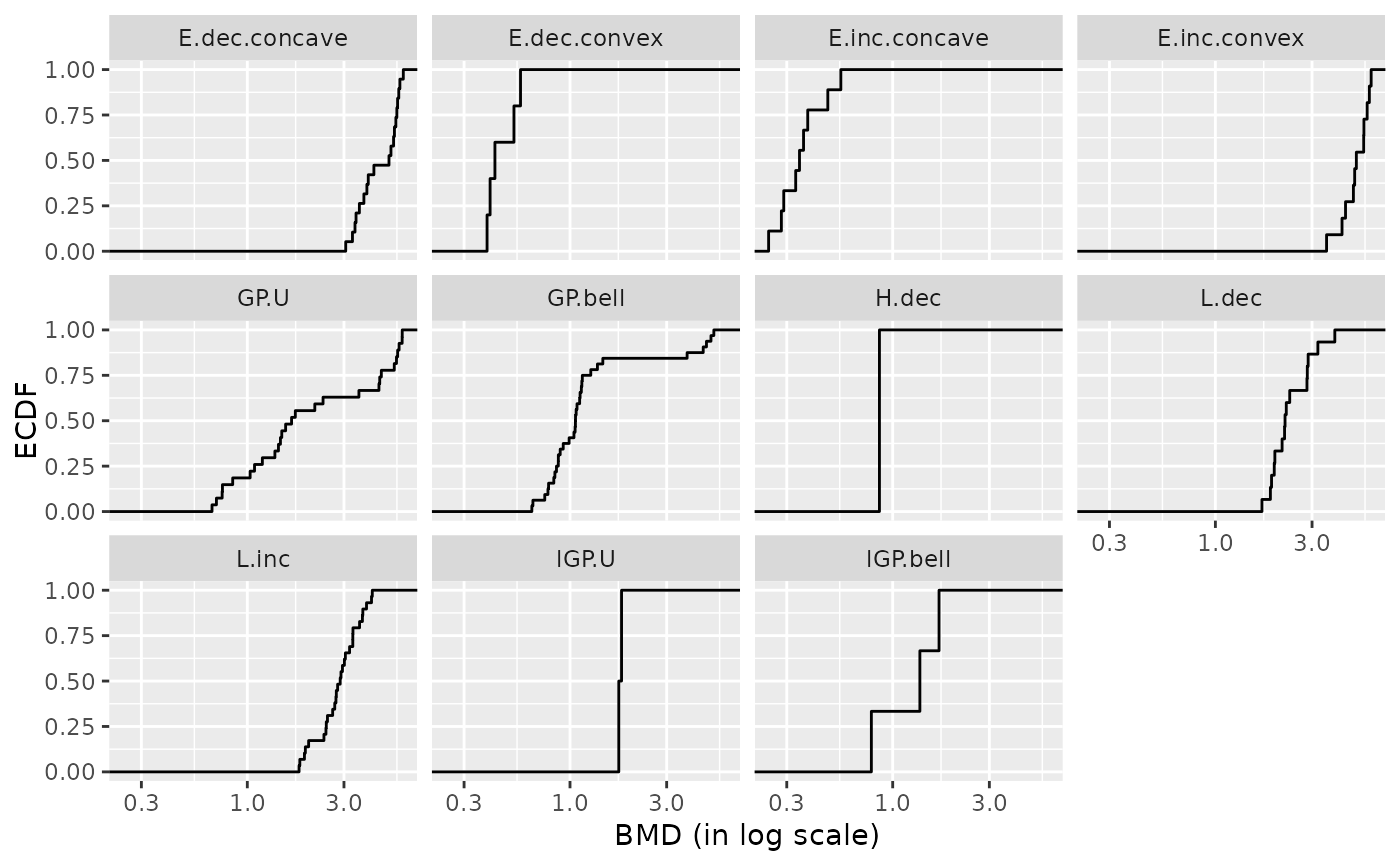 E.dec.concave E.dec.convex E.inc.concave E.inc.convex
1.00
0.75
0.50
0.25
0.00
GP.U GP.bell H.dec L.dec
1.00
0.75
0.50
0.25
0.00
0.3 1.0 3.0
ECDF
L.inc lGP.U lGP.bell
1.00
0.75
0.50
0.25
0.00
0.3 1.0 3.0 0.3 1.0 3.0 0.3 1.0 3.0
BMD (in log scale)